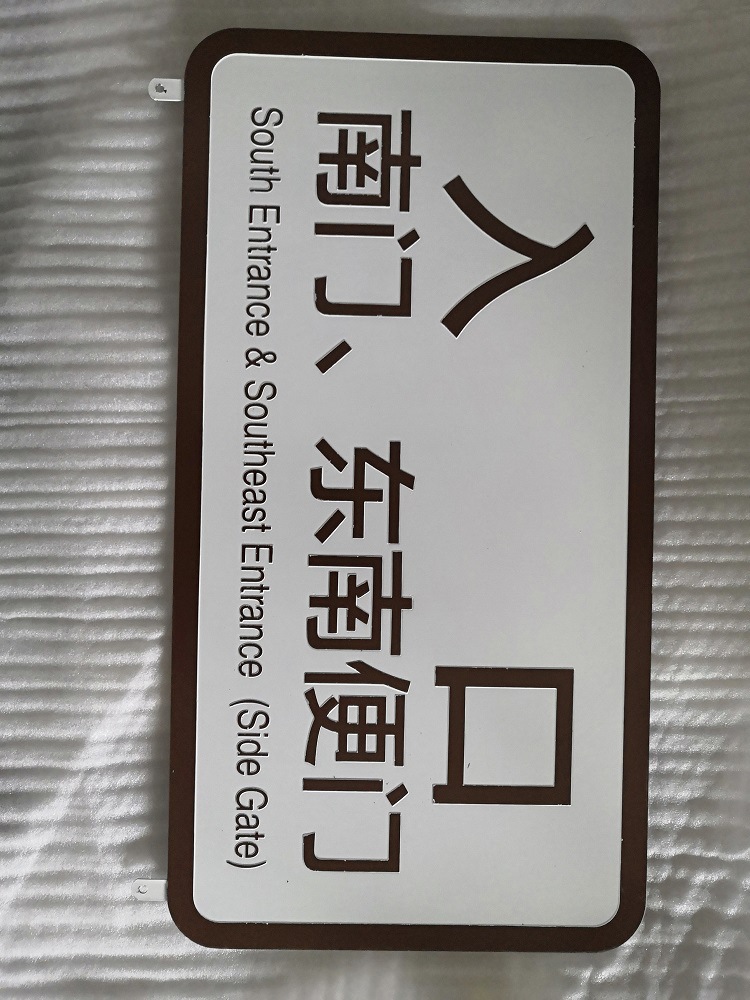 入口
南门、东南便门
South Entrance & Southeast Entrance (Side Gate)